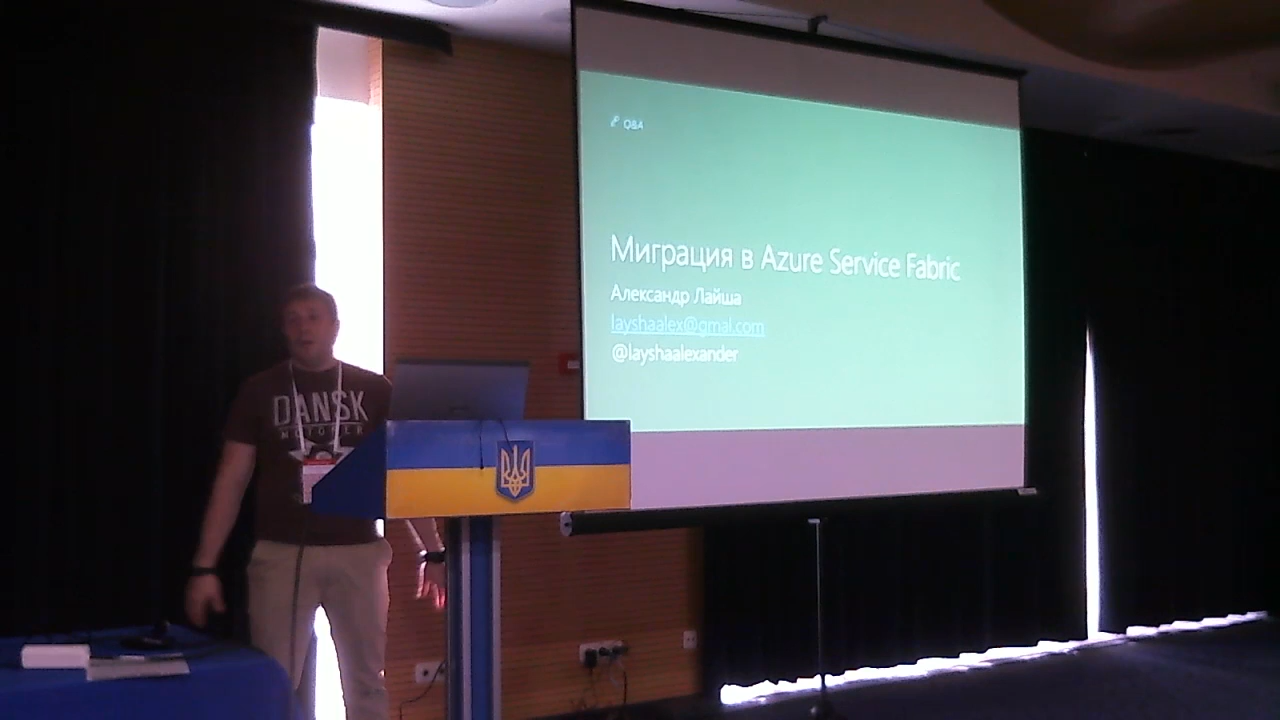 Q&A
Миграция в Azure Service Fabric
Александр Лайша
layshaalex@gmal.com
@layshaalexander
DANSK